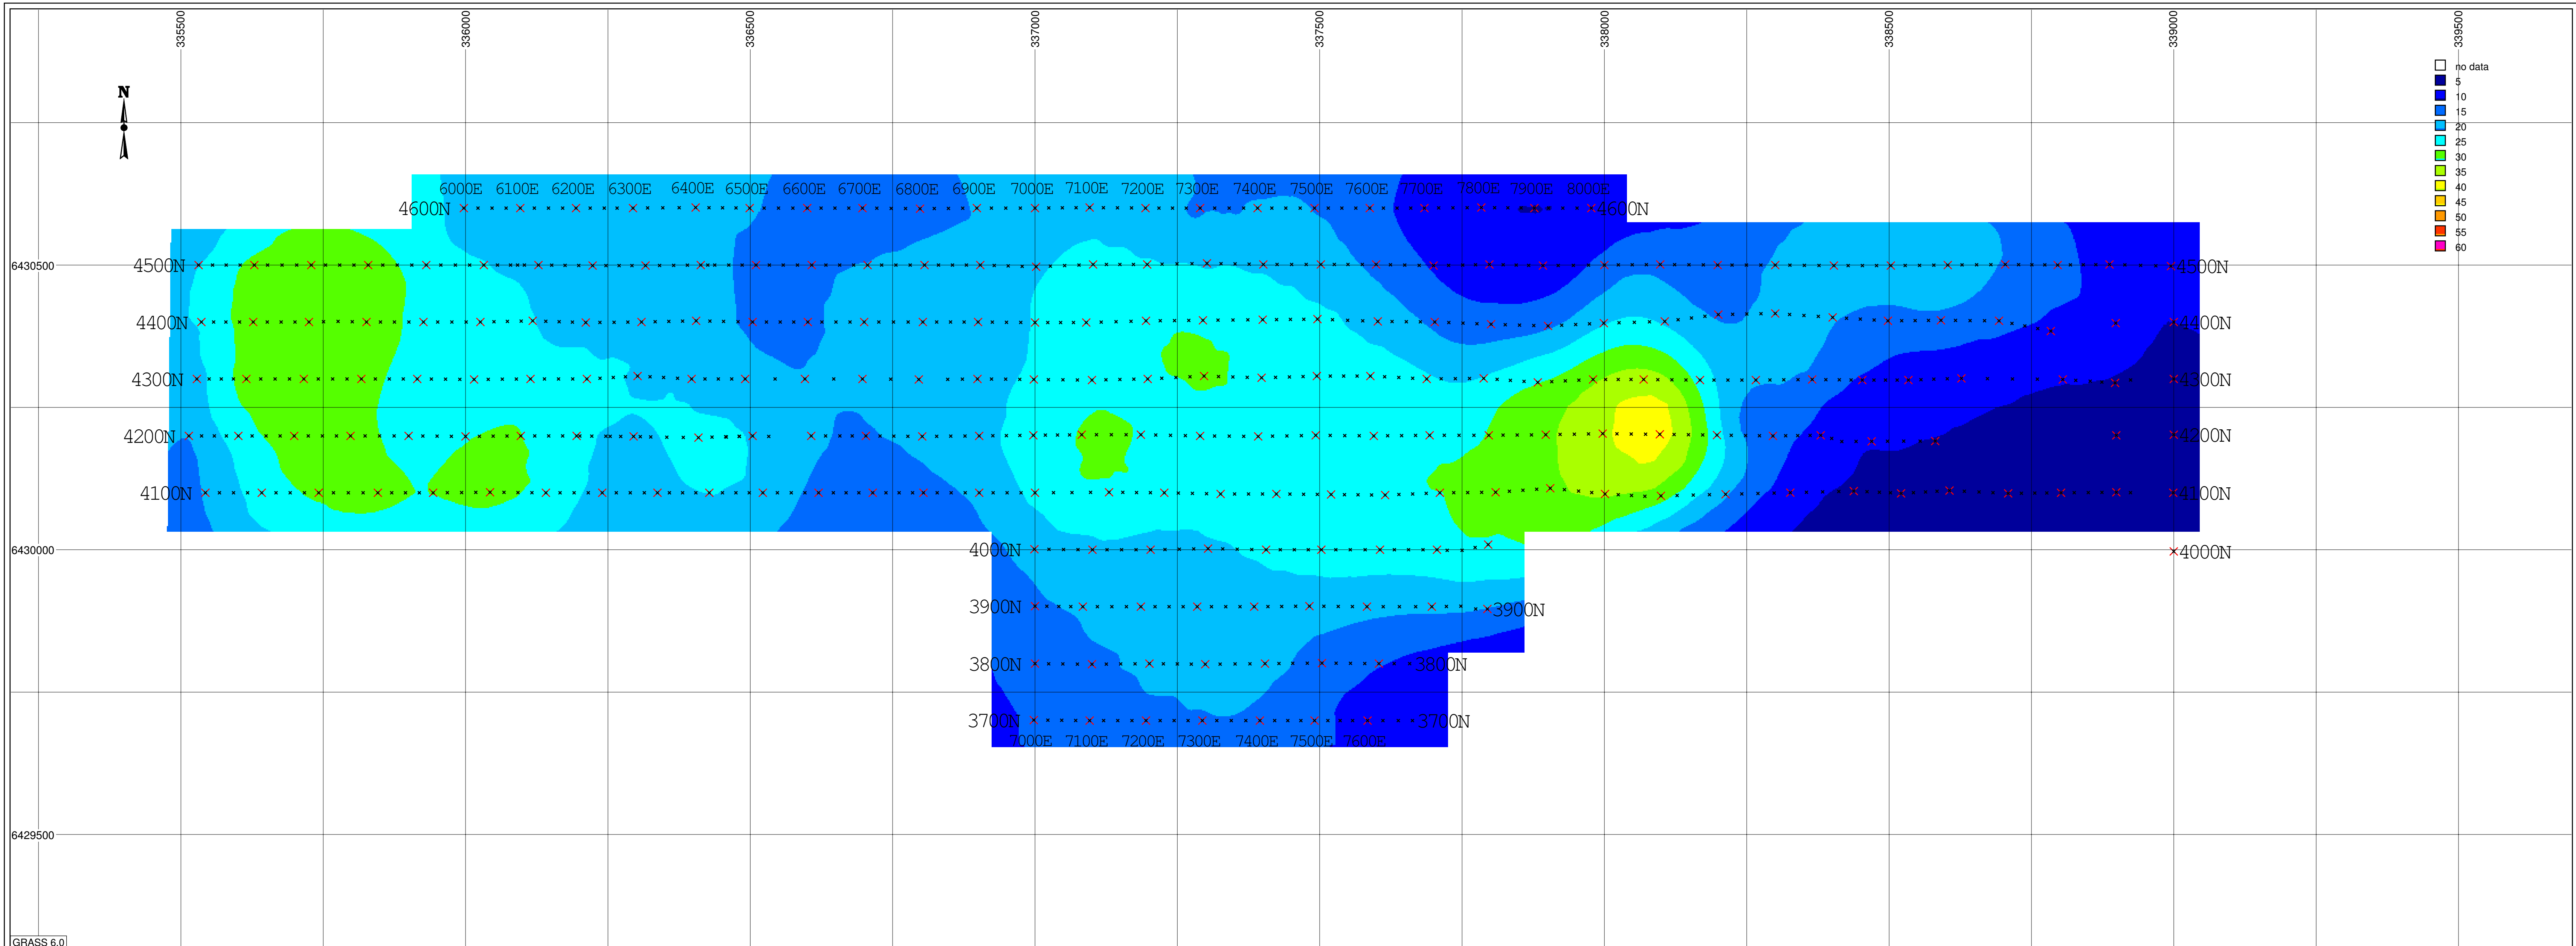 335500 336000 336500 337000 337500 338000 338500 339000 339500
no data
5
N
10
15
20
25
30
35
40
45
50
55
60
6000E 6100E 6200E 6300E 6400E 6500E 6600E 6700E 6800E 6900E 7000E 7100E 7200E 7300E 7400E 7500E 7600E 7700E 7800E 7900E 8000E
4600N 4600N
6430500 4500N 4500N
4400N 4400N
4300N 4300N
4200N 4200N
4100N 4100N
6430000 4000N 4000N
3900N 3900N
3800N 3800N
3700N 3700N
7000E 7100E 7200E 7300E 7400E 7500E 7600E
6429500
GRASS 6.0